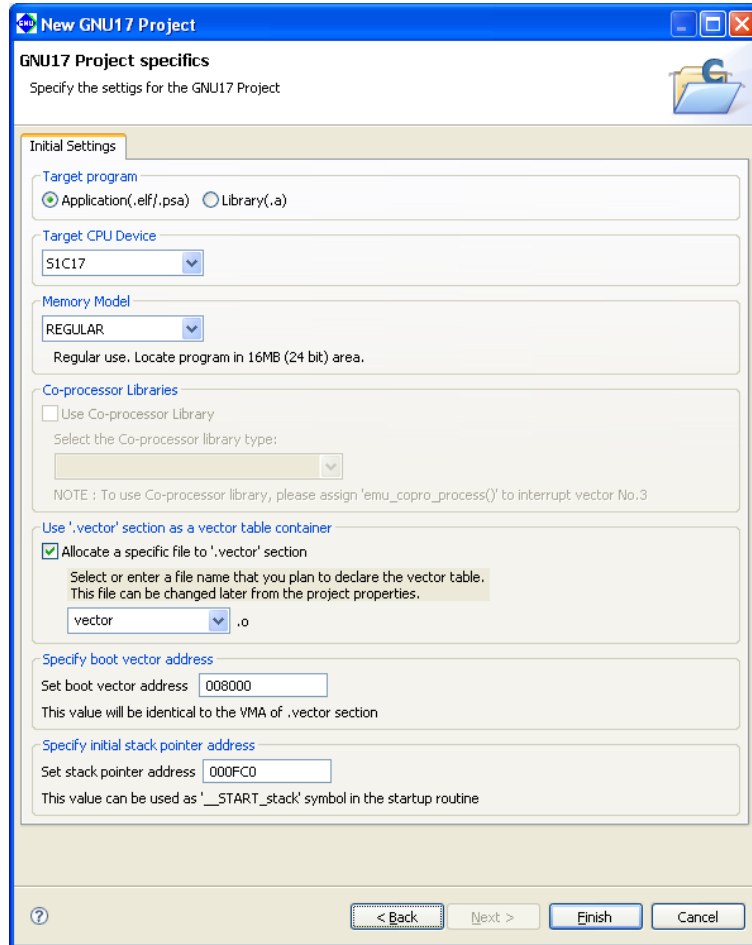 New GNU17 Project
GNU17 Project specifics
Specify the settigs for the GNU17 Project
Initial Settings
Target program
Application(.elf/.psa) Library(.a)
Target CPU Device
S1C17
Memory Model
REGULAR
Regular use. Locate program in 16MB (24 bit) area.
Co-processor Libraries
Use Co-processor Library
Select the Co-processor library type:
NOTE : To use Co-processor library, please assign 'emu_copro_process()' to interrupt vector No.3
Use '.vector' section as a vector table container
Allocate a specific file to '.vector' section
Select or enter a file name that you plan to declare the vector table.
This file can be changed later from the project properties.
vector .o
Specify boot vector address
Set boot vector address 008000
This value will be identical to the VMA of .vector section
Specify initial stack pointer address
Set stack pointer address 000FC0
This value can be used as '__START_stack' symbol in the startup routine
< Back Next > Finish Cancel